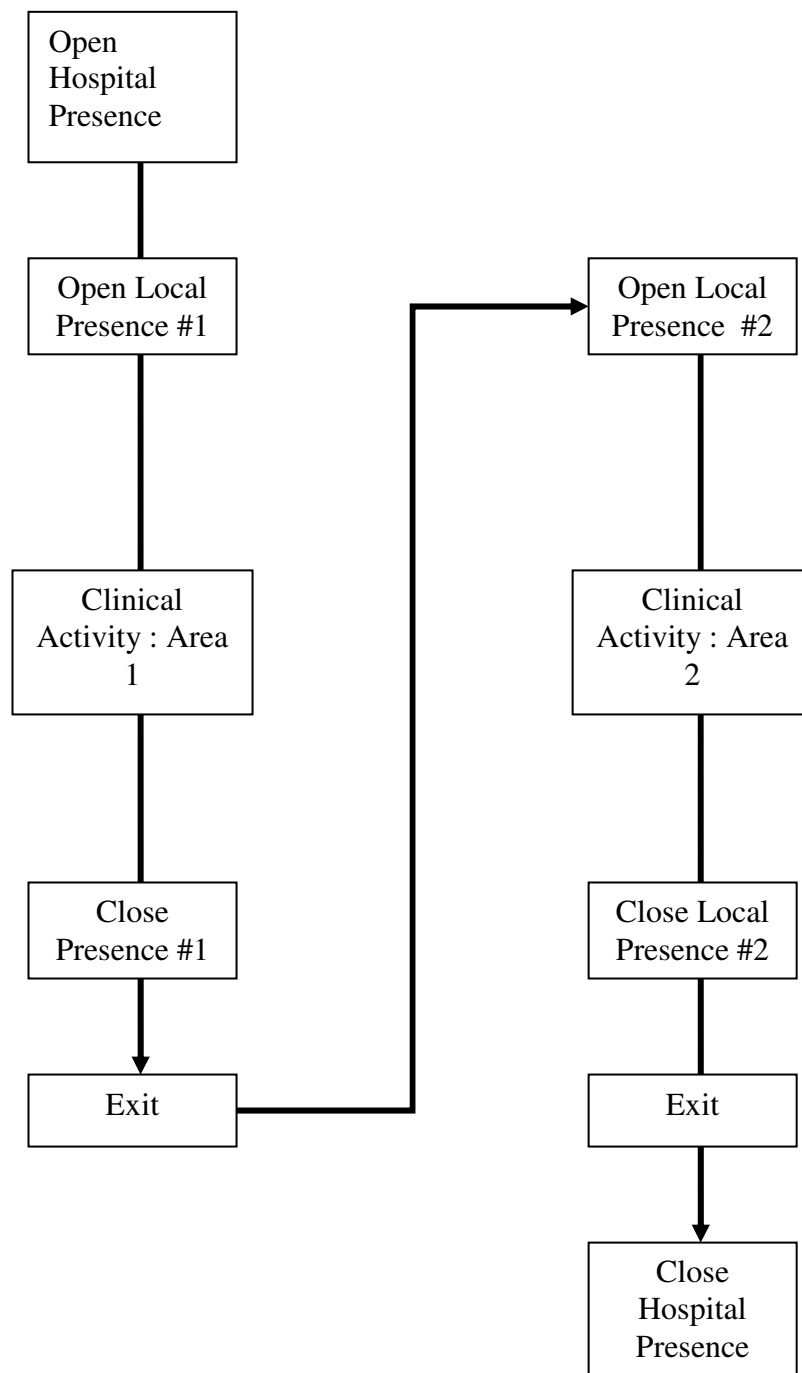 Open
Hospital
Presence
Open Local
Presence #1
Clinical
Activity : Area
1
Close
Presence #1
Exit
Open Local
Presence  #2
Clinical
Activity : Area
2
Close Local
Presence #2
Exit
Close
Hospital
Presence